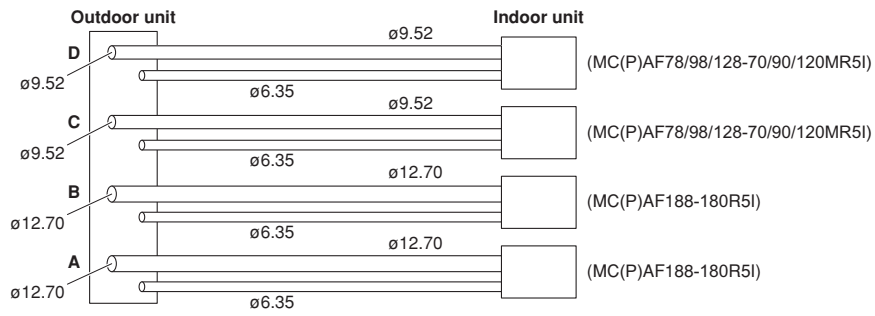 Outdoor unit
Indoor unit
D
ø9.52
ø9.52
ø6.35
(MC(P)AF78/98/128-70/90/120MR5I)
C
ø9.52
ø9.52
ø6.35
(MC(P)AF78/98/128-70/90/120MR5I)
B
ø12.70
ø12.70
ø6.35
(MC(P)AF188-180R5I)
A
ø12.70
ø12.70
ø6.35
(MC(P)AF188-180R5I)